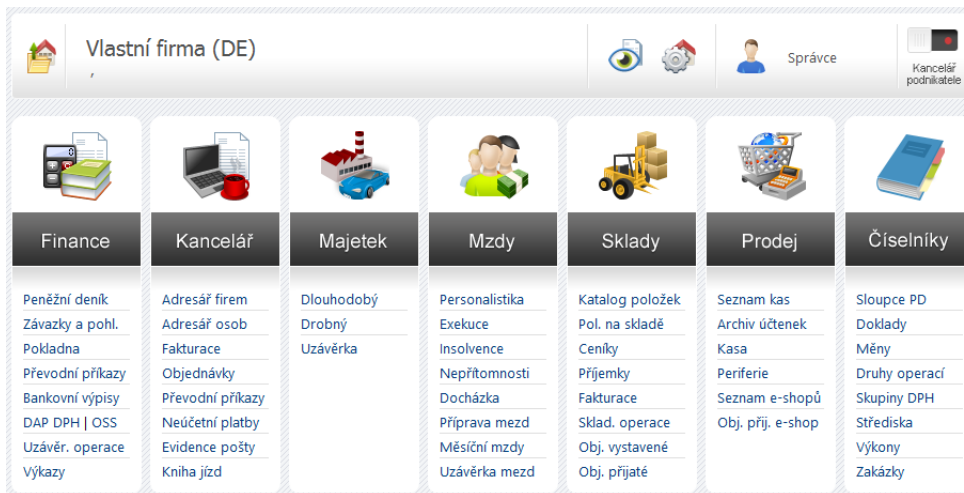 Vlastní firma (DE)
,
Správce
Kancelář
podnikatele
Finance
Peněžní deník
Závazky a pohl.
Pokladna
Převodní příkazy
Bankovní výpisy
DAP DPH | OSS
Uzávěr. operace
Výkazy
Kancelář
Adresář firem
Adresář osob
Fakturace
Objednávky
Převodní příkazy
Neúčetní platby
Evidence pošty
Kniha jízd
Majetek
Dlouhodobý
Drobný
Uzávěrka
Mzdy
Personalistika
Exekuce
Insolvence
Nepřítomnosti
Docházka
Příprava mezd
Měsíční mzdy
Uzávěrka mezd
Sklady
Katalog položek
Pol. na skladě
Ceníky
Příjemky
Fakturace
Sklad. operace
Obj. vystavené
Obj. přijaté
Prodej
Seznam kas
Archiv účtenek
Kasa
Periferie
Seznam e-shopů
Obj. přij. e-shop
Číselníky
Sloupce PD
Doklady
Měny
Druhy operací
Skupiny DPH
Střediska
Výkony
Zakázky